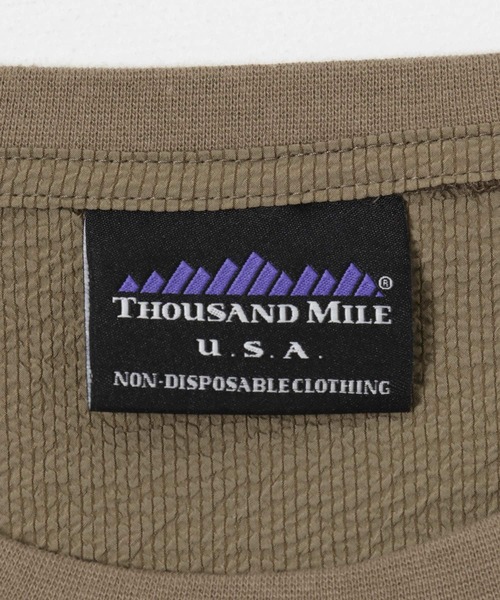 ®
THOUSAND MILE
U.S.A.
NON-DISPOSABLE CLOTHING